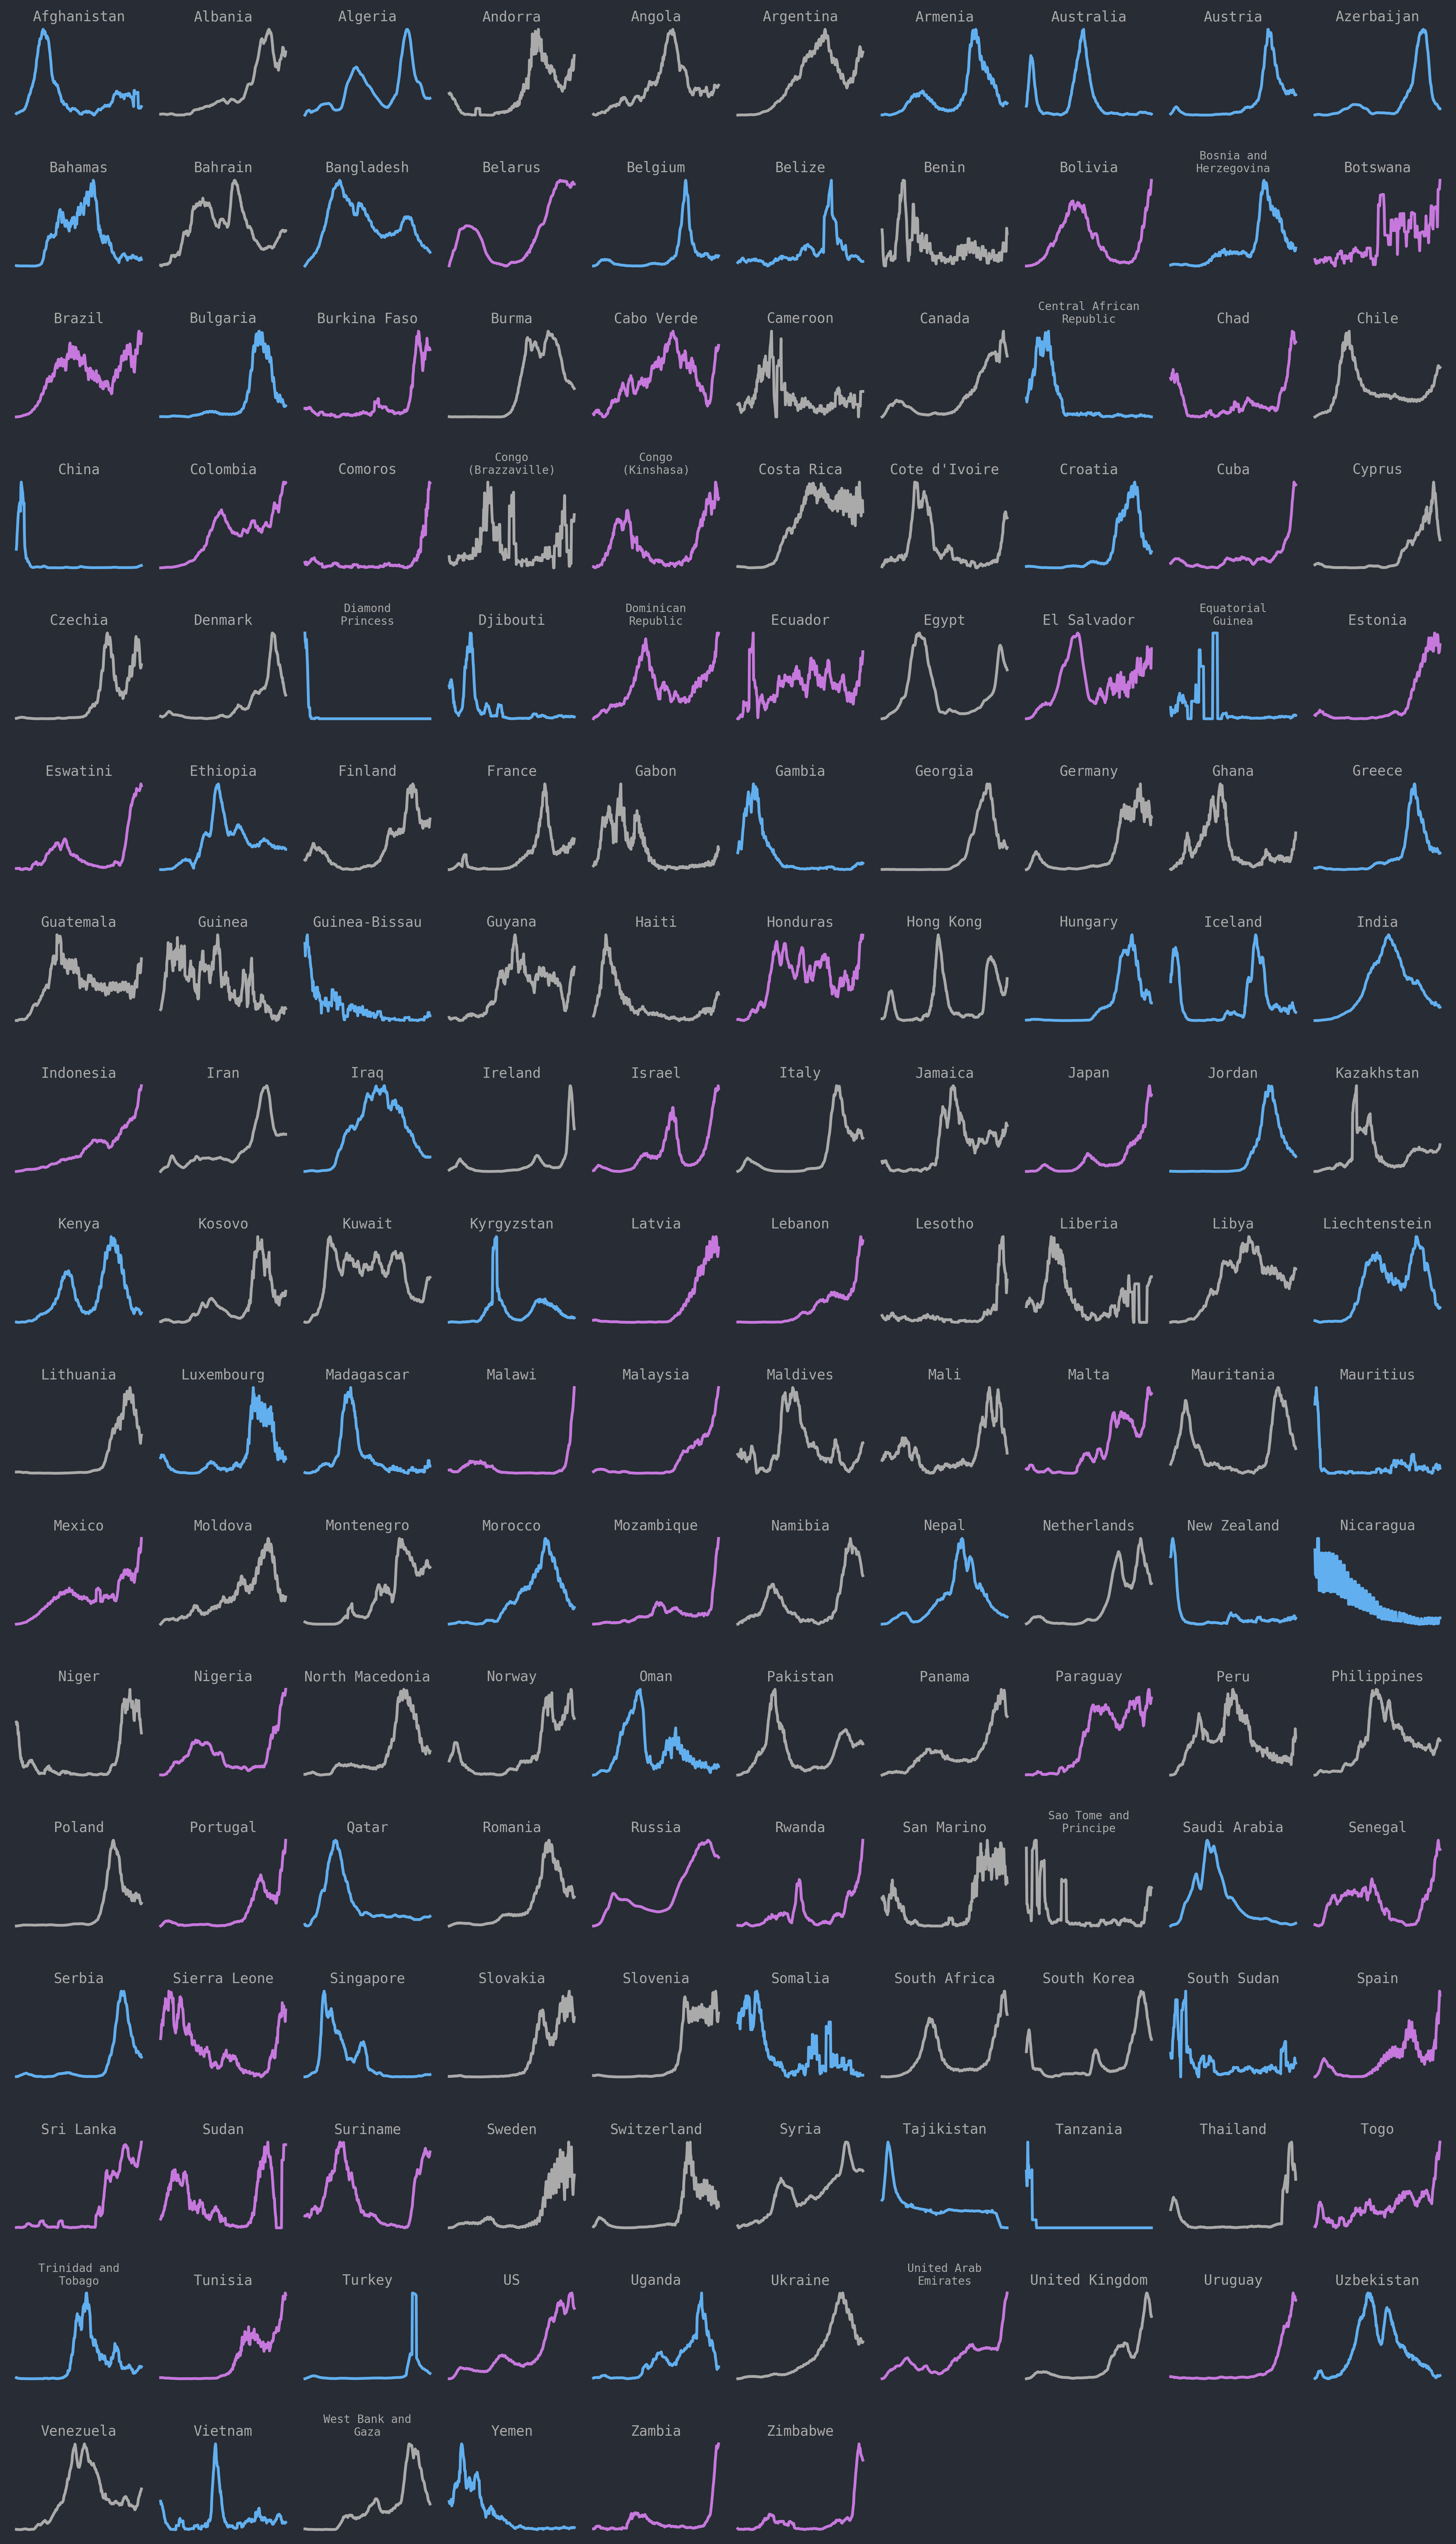 Afghanistan
Albania
Algeria
Andorra
Angola
Argentina
Armenia
Australia
Austria
Azerbaijan
Bahamas
Bahrain
Bangladesh
Belarus
Belgium
Belize
Benin
Bolivia
Bosnia and
Herzegovina
Botswana
Brazil
Bulgaria
Burkina Faso
Burma
Cabo Verde
Cameroon
Canada
Central African
Republic
Chad
Chile
China
Colombia
Comoros
Congo
(Brazzaville)
Congo
(Kinshasa)
Costa Rica
Cote d'Ivoire
Croatia
Cuba
Cyprus
Czechia
Denmark
Diamond
Princess
Djibouti
Dominican
Republic
Ecuador
Egypt
El Salvador
Equatorial
Guinea
Estonia
Eswatini
Ethiopia
Finland
France
Gabon
Gambia
Georgia
Germany
Ghana
Greece
Guatemala
Guinea
Guinea-Bissau
Guyana
Haiti
Honduras
Hong Kong
Hungary
Iceland
India
Indonesia
Iran
Iraq
Ireland
Israel
Italy
Jamaica
Japan
Jordan
Kazakhstan
Kenya
Kosovo
Kuwait
Kyrgyzstan
Latvia
Lebanon
Lesotho
Liberia
Libya
Liechtenstein
Lithuania
Luxembourg
Madagascar
Malawi
Malaysia
Maldives
Mali
Malta
Mauritania
Mauritius
Mexico
Moldova
Montenegro
Morocco
Mozambique
Namibia
Nepal
Netherlands
New Zealand
Nicaragua
Niger
Nigeria
North Macedonia
Norway
Oman
Pakistan
Panama
Paraguay
Peru
Philippines
Poland
Portugal
Qatar
Romania
Russia
Rwanda
San Marino
Sao Tome and
Principe
Saudi Arabia
Senegal
Serbia
Sierra Leone
Singapore
Slovakia
Slovenia
Somalia
South Africa
South Korea
South Sudan
Spain
Sri Lanka
Sudan
Suriname
Sweden
Switzerland
Syria
Tajikistan
Tanzania
Thailand
Togo
Trinidad and
Tobago
Tunisia
Turkey
US
Uganda
Ukraine
United Arab
Emirates
United Kingdom
Uruguay
Uzbekistan
Venezuela
Vietnam
West Bank and
Gaza
Yemen
Zambia
Zimbabwe